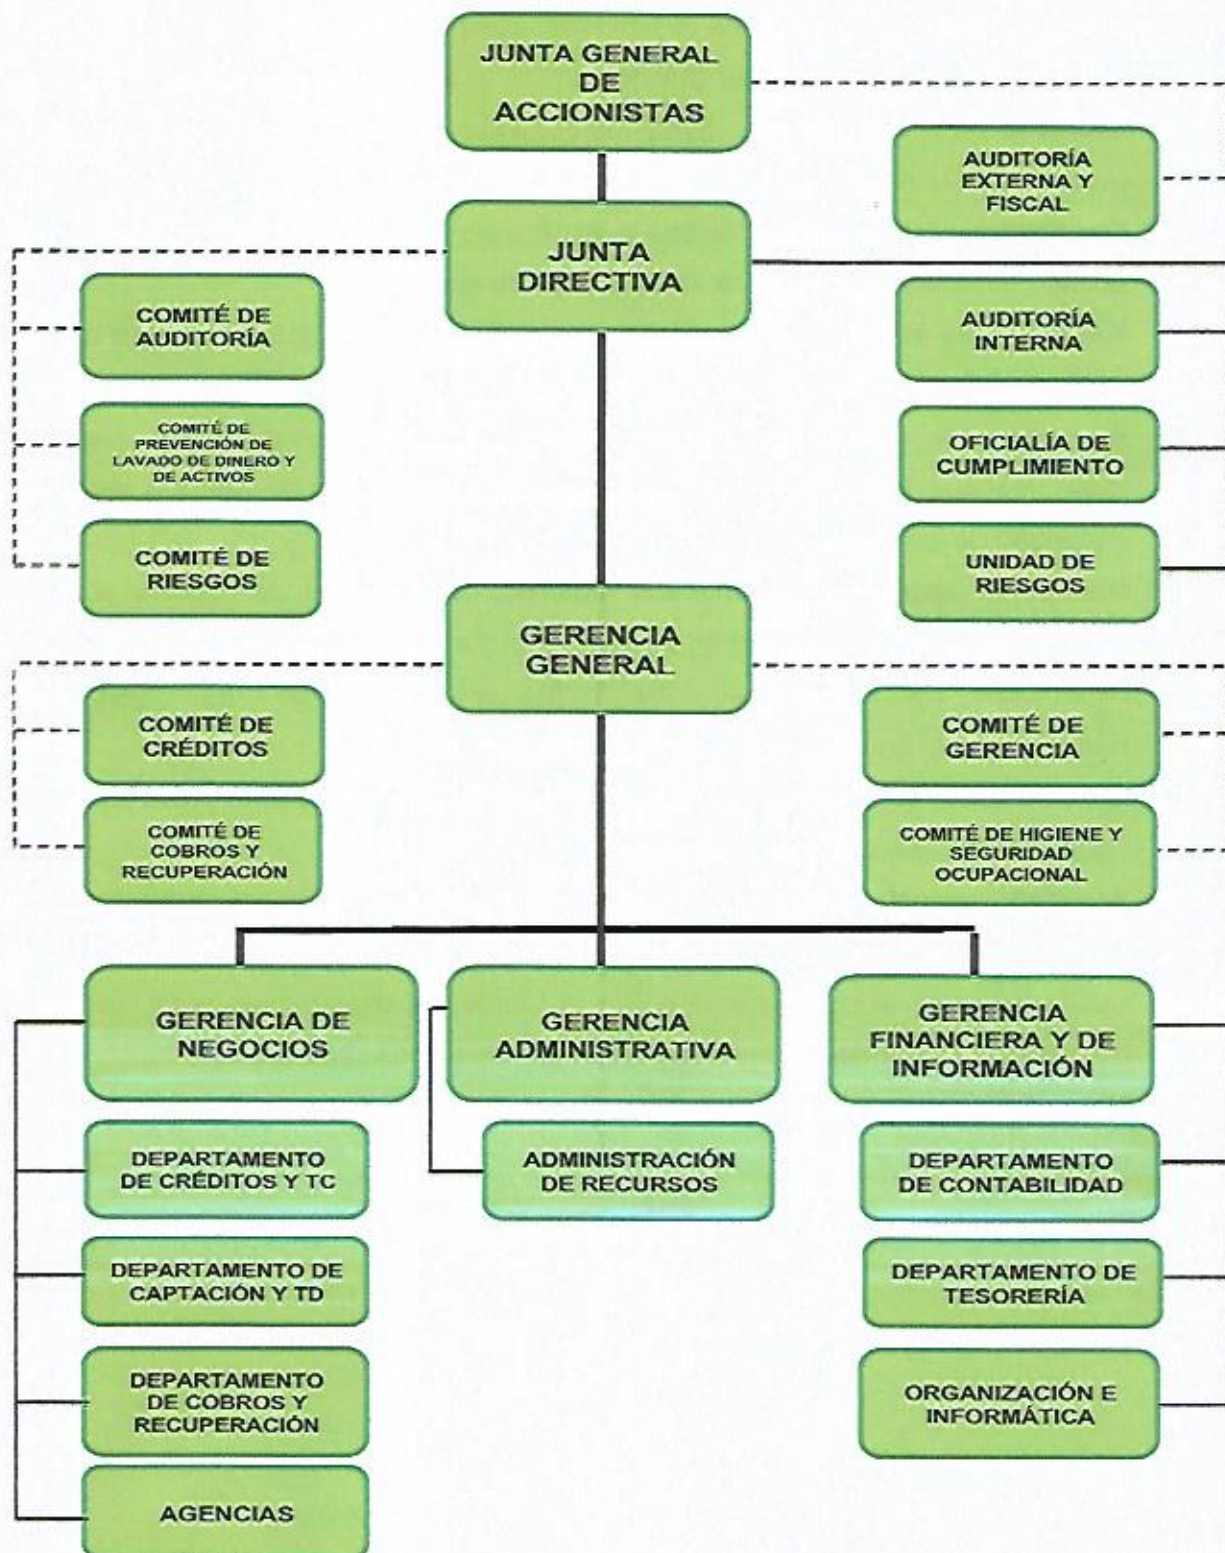 JUNTA GENERAL
DE
ACCIONISTAS
AUDITORÍA
EXTERNA Y
FISCAL
JUNTA
DIRECTIVA
COMITÉ DE
AUDITORÍA
AUDITORÍA
INTERNA
COMITÉ DE
PREVENCIÓN DE
LAVADO DE DINERO Y
DE ACTIVOS
OFICIALÍA DE
CUMPLIMIENTO
COMITÉ DE
RIESGOS
UNIDAD DE
RIESGOS
GERENCIA
GENERAL
COMITÉ DE
CRÉDITOS
COMITÉ DE
GERENCIA
COMITÉ DE
COBROS Y
RECUPERACIÓN
COMITÉ DE HIGIENE Y
SEGURIDAD
OCUPACIONAL
GERENCIA DE
NEGOCIOS
GERENCIA
ADMINISTRATIVA
GERENCIA
FINANCIERA Y DE
INFORMACIÓN
DEPARTAMENTO
DE CRÉDITOS Y TC
ADMINISTRACIÓN
DE RECURSOS
DEPARTAMENTO
DE CONTABILIDAD
DEPARTAMENTO DE
CAPTACIÓN Y TD
DEPARTAMENTO DE
TESORERÍA
DEPARTAMENTO
DE COBROS Y
RECUPERACIÓN
ORGANIZACIÓN E
INFORMÁTICA
AGENCIAS